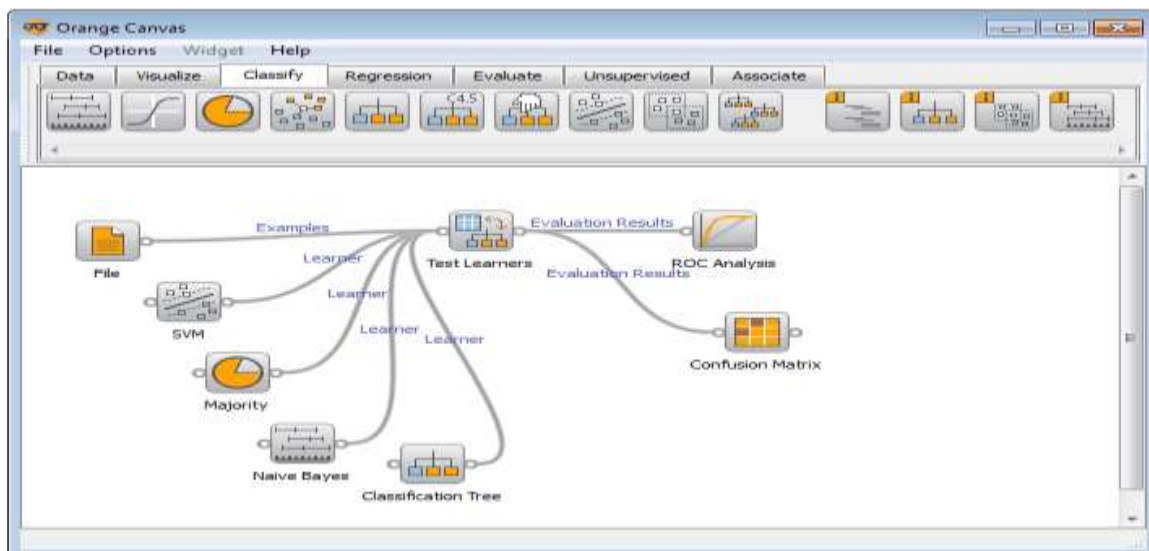 Orange Canvas
File Options Widget Help
Data Visualize Classify Regression Evaluate Unsupervised Associate
C4.5
Examples
Evaluation Results
File
Learner
Test Learners
ROC Analysis
Evaluation Results
Learner
SVM
Learner
Learner
Confusion Matrix
Majority
Naive Bayes
Classification Tree